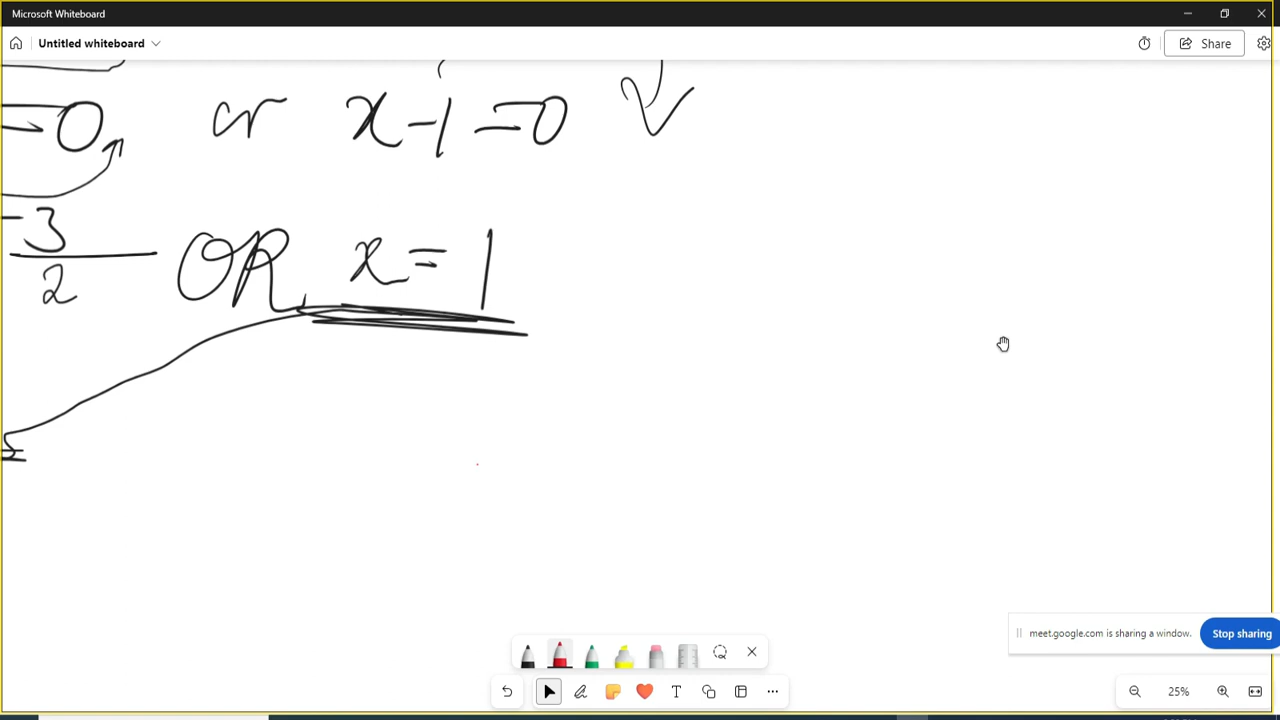 Microsoft Whiteboard
Untitled whiteboard
Share
=0, or x-1=0
-3/2 OR x=1
meet.google.com is sharing a window.
Stop sharing
25%